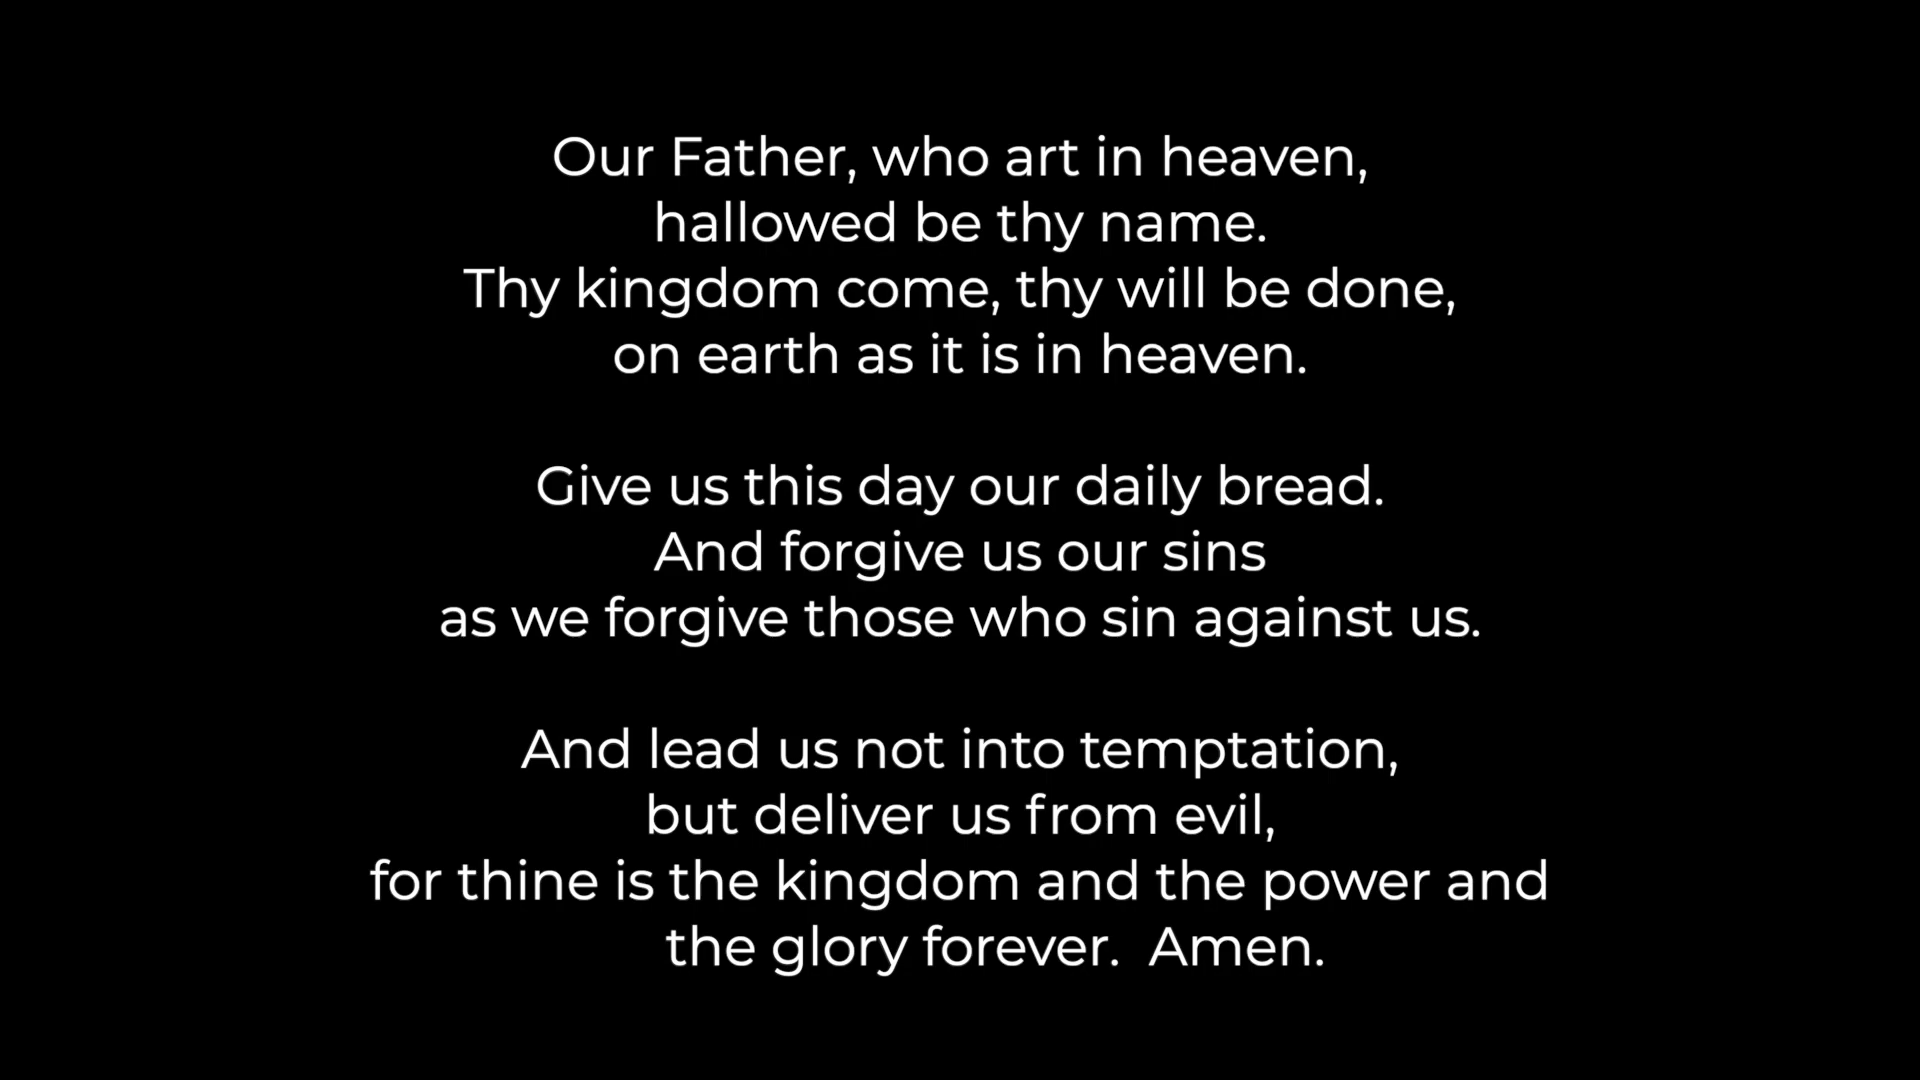 Our Father, who art in heaven,
hallowed be thy name.
Thy kingdom come, thy will be done,
on earth as it is in heaven.
Give us this day our daily bread.
And forgive us our sins
as we forgive those who sin against us.
And lead us not into temptation,
but deliver us from evil,
for thine is the kingdom and the power and
the glory forever.  Amen.